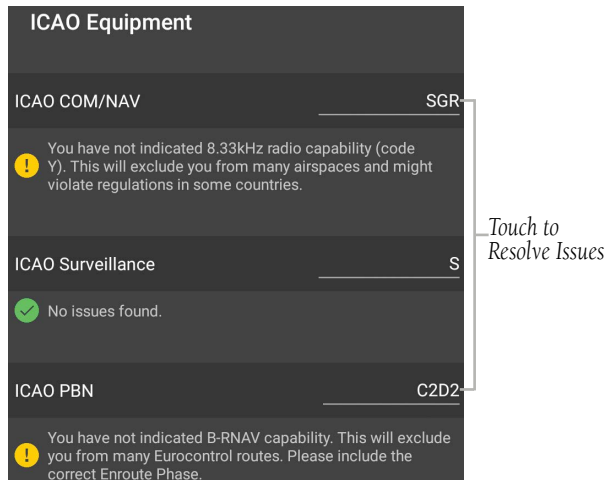 ICAO Equipment
ICAO COM/NAV SGR
You have not indicated 8.33kHz radio capability (code
Y). This will exclude you from many airspaces and might
violate regulations in some countries.
Touch to
Resolve Issues
ICAO Surveillance S
No issues found.
ICAO PBN C2D2
You have not indicated B-RNAV capability. This will exclude
you from many Eurocontrol routes. Please include the
correct Enroute Phase.